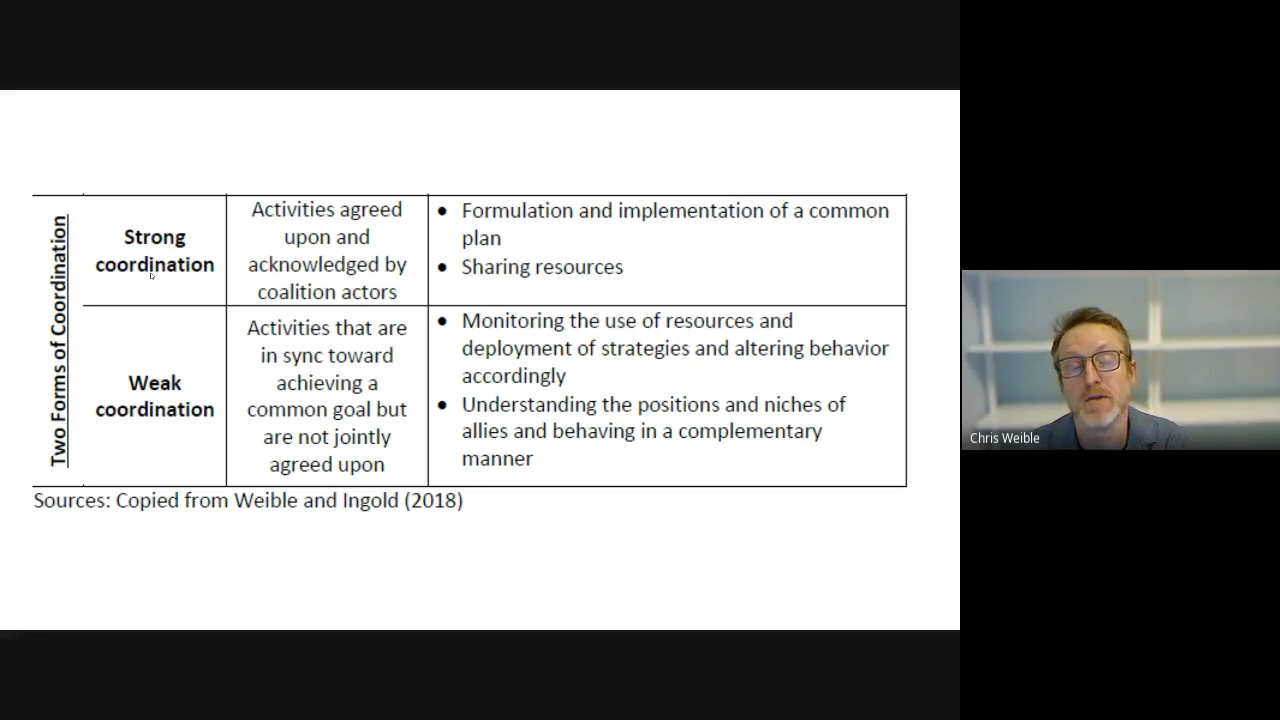 Two Forms of Coordination
Strong
coordination
Activities agreed
upon and
acknowledged by
coalition actors
• Formulation and implementation of a common
plan
• Sharing resources
Weak
coordination
Activities that are
in sync toward
achieving a
common goal but
are not jointly
agreed upon
• Monitoring the use of resources and
deployment of strategies and altering behavior
accordingly
• Understanding the positions and niches of
allies and behaving in a complementary
manner
Sources: Copied from Weible and Ingold (2018)
Chris Weible